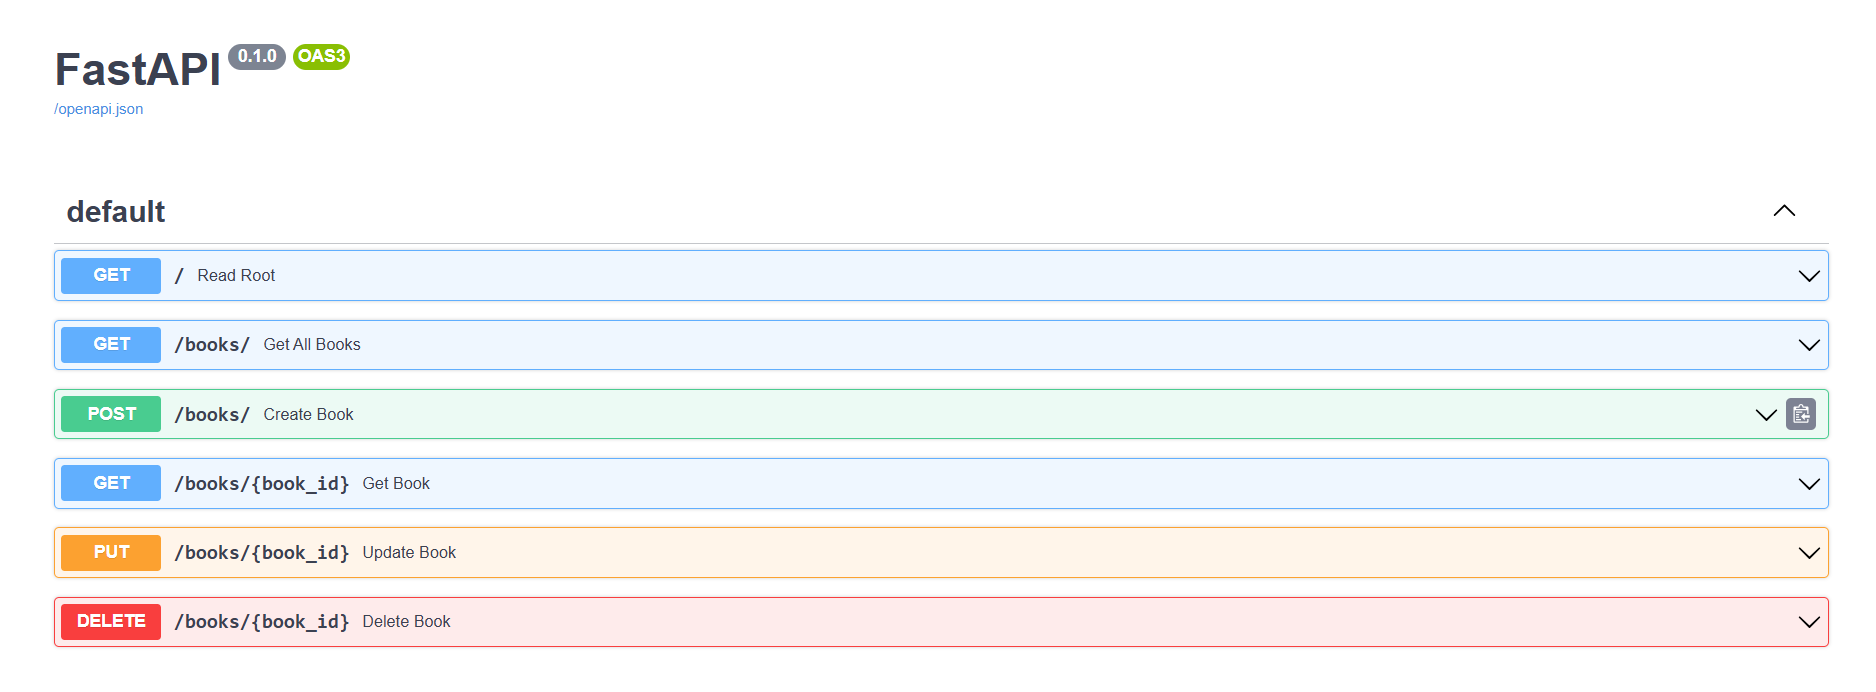 FastAPI 0.1.0 OAS3
/openapi.json
default
GET / Read Root
GET /books/ Get All Books
POST /books/ Create Book
GET /books/{book_id} Get Book
PUT /books/{book_id} Update Book
DELETE /books/{book_id} Delete Book